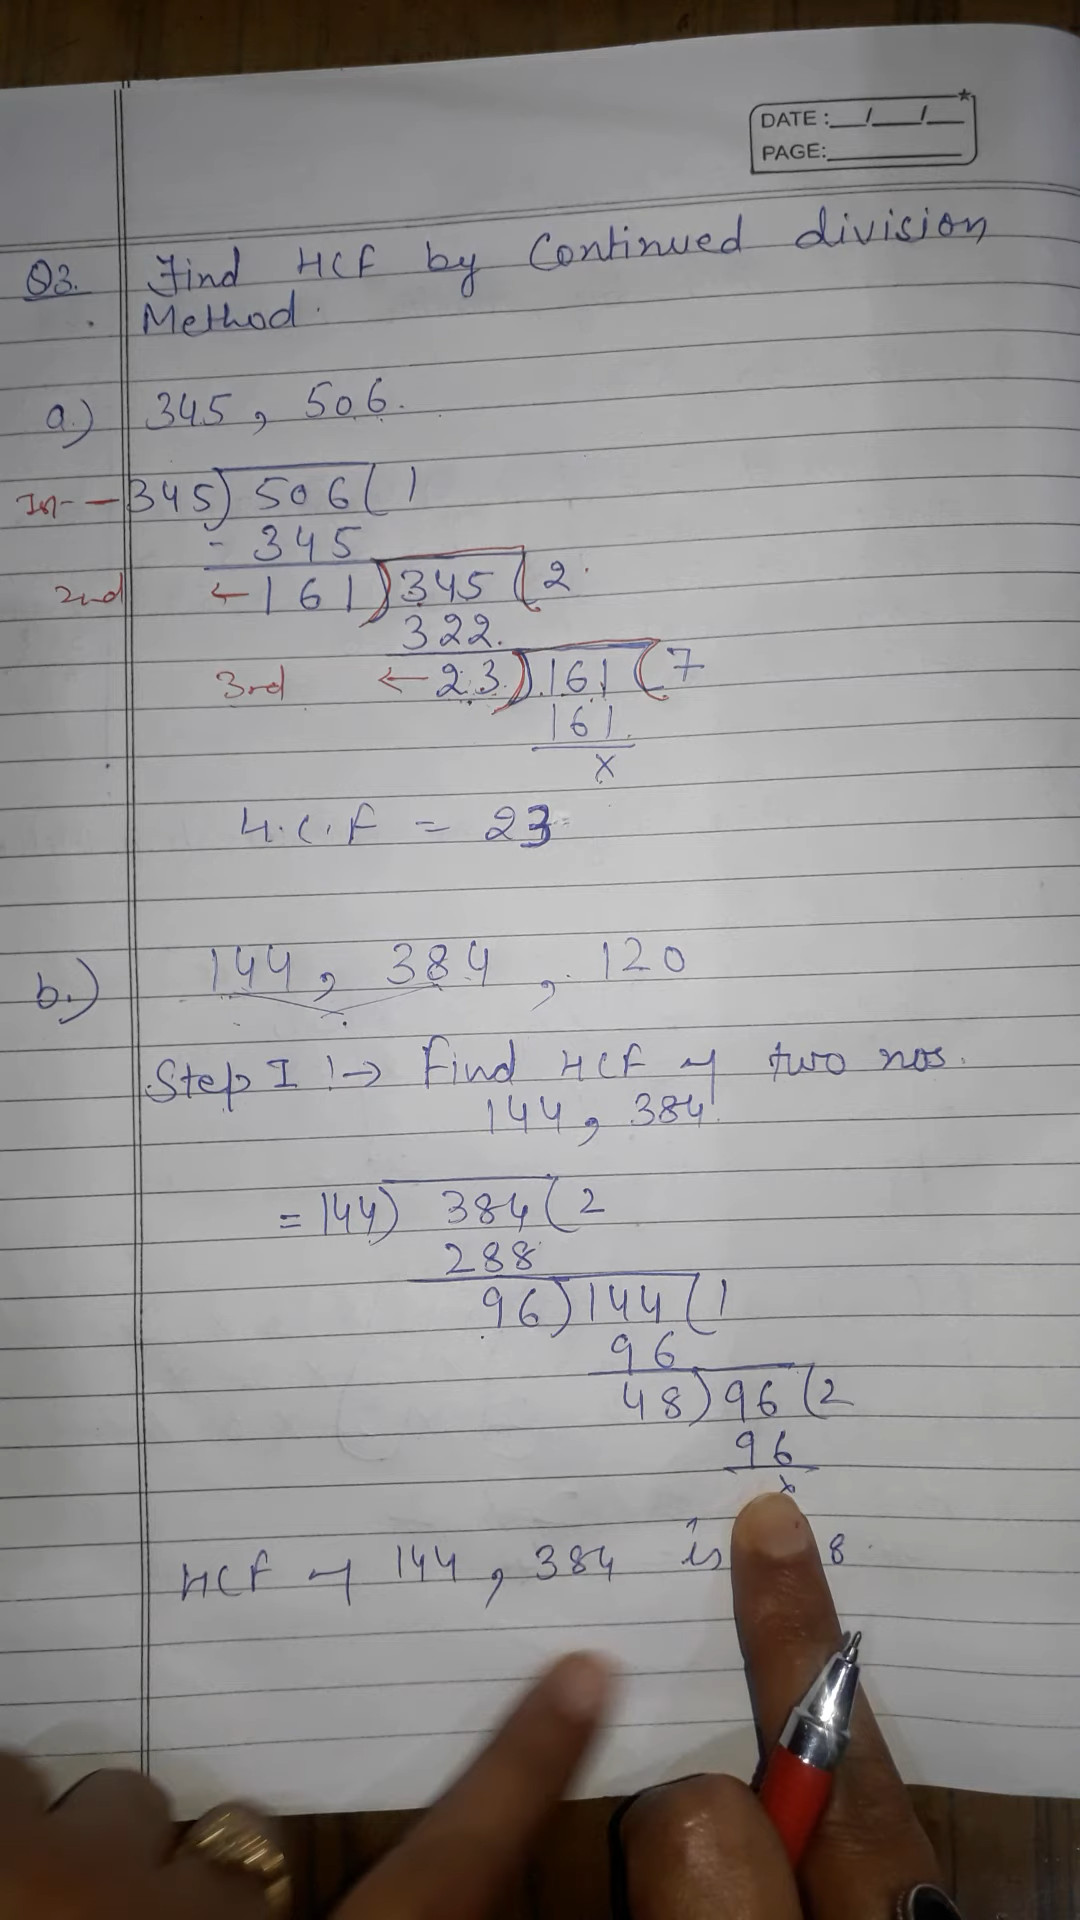 DATE: / /
PAGE:
Q3. Find HCF by Continued division
Method.
a.) 345, 506.
Ist — 345) 506 ( 1
- 345
2nd ← 161) 345 ( 2
322
3rd ← 23) 161 ( 7
161
x
H.C.F = 23
b.) 144, 384, 120
Step I :→ Find HCF of two nos.
144, 384.
= 144) 384 ( 2
288
96) 144 ( 1
96
48) 96 ( 2
96
x
HCF of 144, 384 is 8.